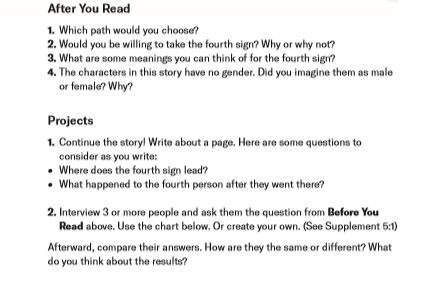 After You Read
1. Which path would you choose?
2. Would you be willing to take the fourth sign? Why or why not?
3. What are some meanings you can think of for the fourth sign?
4. The characters in this story have no gender. Did you imagine them as male
or female? Why?
Projects
1. Continue the story! Write about a page. Here are some questions to
consider as you write:
• Where does the fourth sign lead?
• What happened to the fourth person after they went there?
2. Interview 3 or more people and ask them the question from Before You
Read above. Use the chart below. Or create your own. (See Supplement 5:1)
Afterward, compare their answers. How are they the same or different? What
do you think about the results?